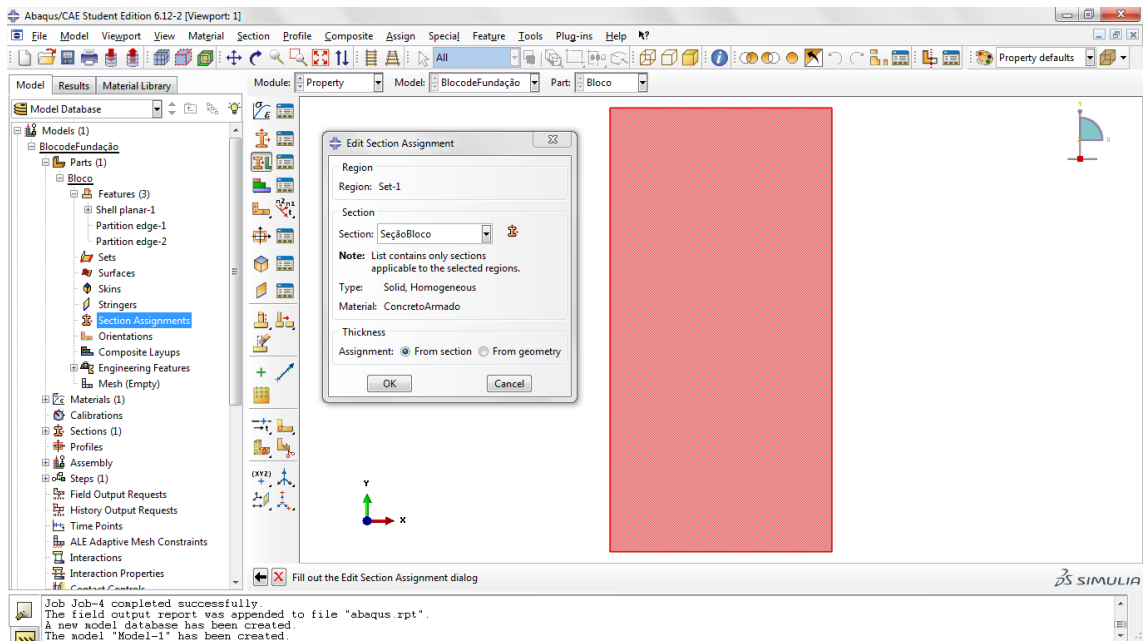 Abaqus/CAE Student Edition 6.12-2 [Viewport: 1]
File Model Viewport View Material Section Profile Composite Assign Special Feature Tools Plug-ins Help
All
Property defaults
Model Results Material Library
Module: Property Model: BlocodeFundação Part: Bloco
Model Database
Models (1)
BlocodeFundação
Parts (1)
Bloco
Features (3)
Shell planar-1
Partition edge-1
Partition edge-2
Sets
Surfaces
Skins
Stringers
Section Assignments
Orientations
Composite Layups
Engineering Features
Mesh (Empty)
Materials (1)
Calibrations
Sections (1)
Profiles
Assembly
Steps (1)
Field Output Requests
History Output Requests
Time Points
ALE Adaptive Mesh Constraints
Interactions
Interaction Properties
Contact Controls
(XYZ)
Edit Section Assignment
Region
Region: Set-1
Section
Section: SeçãoBloco
Note: List contains only sections
applicable to the selected regions.
Type: Solid, Homogeneous
Material: ConcretoArmado
Thickness
Assignment: From section From geometry
OK Cancel
Y
X
Y
X
Fill out the Edit Section Assignment dialog
SIMULIA
Job Job-4 completed successfully.
The field output report was appended to file "abaqus.rpt".
A new model database has been created.
The model "Model-1" has been created.